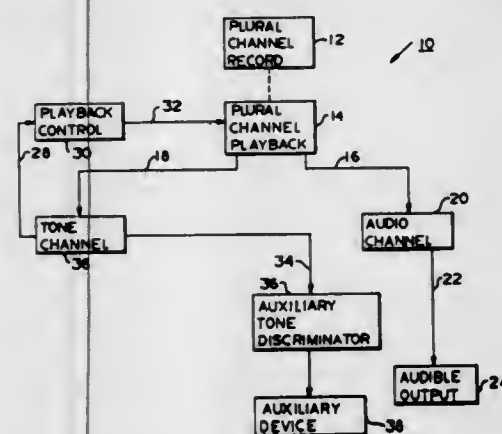 PLURAL
CHANNEL
RECORD
12
10
PLAYBACK
CONTROL
30
32
PLURAL
CHANNEL
PLAYBACK
14
28
18
16
TONE
CHANNEL
36
AUDIO
CHANNEL
20
34
22
36
AUXILIARY
TONE
DISCRIMINATOR
AUDIBLE
OUTPUT
24
AUXILIARY
DEVICE
38